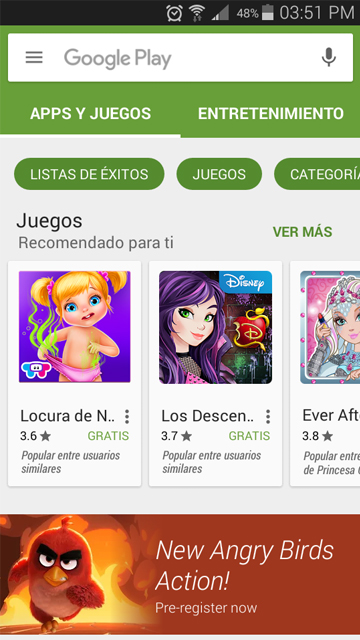 48% 03:51 PM
Google Play
APPS Y JUEGOS ENTRETENIMIENTO
LISTAS DE ÉXITOS JUEGOS CATEGORÍA
Juegos
Recomendado para ti
VER MÁS
Disney
Locura de N.. Los Descen.. Ever Aft
3.6 GRATIS 3.7 GRATIS 3.8
Popular entre usuarios Popular entre usuarios Popular entre
similares similares de Princesa
New Angry Birds
Action!
Pre-register now